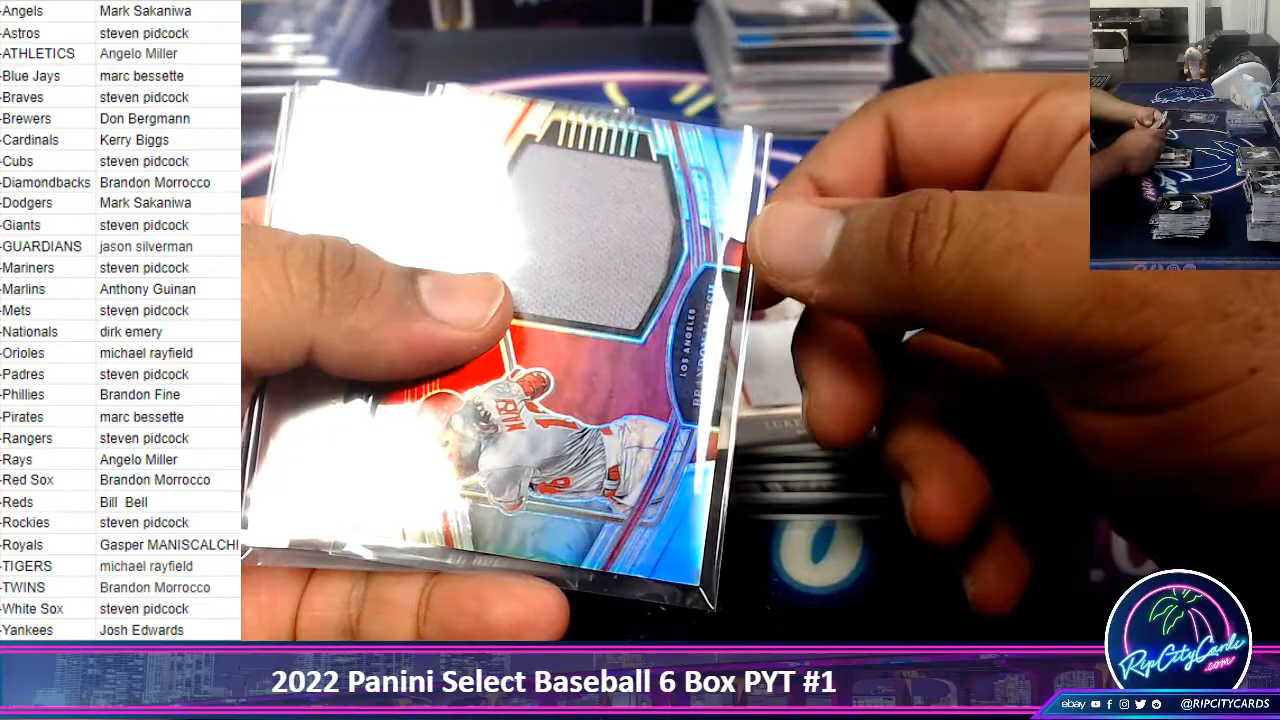 -Angels Mark Sakaniwa
-Astros steven pidcock
-ATHLETICS Angelo Miller
-Blue Jays marc bessette
-Braves steven pidcock
-Brewers Don Bergmann
-Cardinals Kerry Biggs
-Cubs steven pidcock
-Diamondbacks Brandon Morrocco
-Dodgers Mark Sakaniwa
-Giants steven pidcock
-GUARDIANS jason silverman
-Mariners steven pidcock
-Marlins Anthony Guinan
-Mets steven pidcock
-Nationals dirk emery
-Orioles michael rayfield
-Padres steven pidcock
-Phillies Brandon Fine
-Pirates marc bessette
-Rangers steven pidcock
-Rays Angelo Miller
-Red Sox Brandon Morrocco
-Reds Bill Bell
-Rockies steven pidcock
-Royals Gasper MANISCALCHI
-TIGERS michael rayfield
-TWINS Brandon Morrocco
-White Sox steven pidcock
-Yankees Josh Edwards
LOS ANGELES
BRANDON MARSH
2022 Panini Select Baseball 6 Box PYT #1
RipCityCards
.com
ebay @RIPCITYCARDS